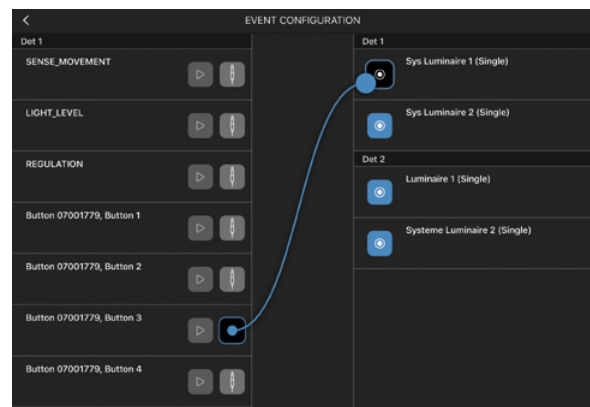 EVENT CONFIGURATION
Det 1
SENSE_MOVEMENT
LIGHT_LEVEL
REGULATION
Button 07001779, Button 1
Button 07001779, Button 2
Button 07001779, Button 3
Button 07001779, Button 4
Det 1
Sys Luminaire 1 (Single)
Sys Luminaire 2 (Single)
Det 2
Luminaire 1 (Single)
Systeme Luminaire 2 (Single)